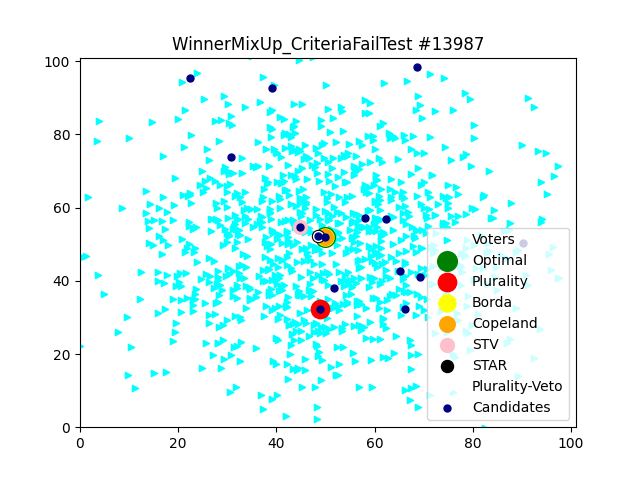 WinnerMixUp_CriteriaFailTest #13987
100
80
60
40
20
0
0
20
40
60
80
100
Voters
Optimal
Plurality
Borda
Copeland
STV
STAR
Plurality-Veto
Candidates